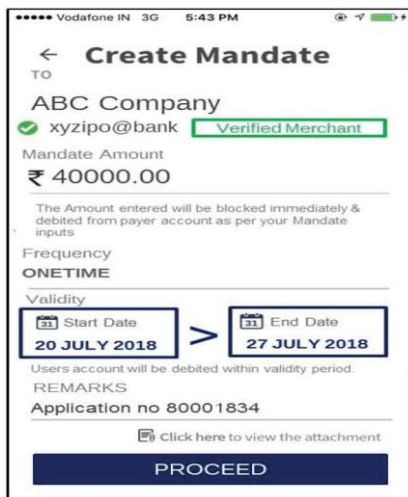 Vodafone IN 3G 5:43 PM
← Create Mandate
TO
ABC Company
xyzipo@bank Verified Merchant
Mandate Amount
₹ 40000.00
The Amount entered will be blocked immediately &
debited from payer account as per your Mandate
inputs
Frequency
ONETIME
Validity
31 Start Date > 31 End Date
20 JULY 2018 27 JULY 2018
Users account will be debited within validity period.
REMARKS
Application no 80001834
Click here to view the attachment
PROCEED